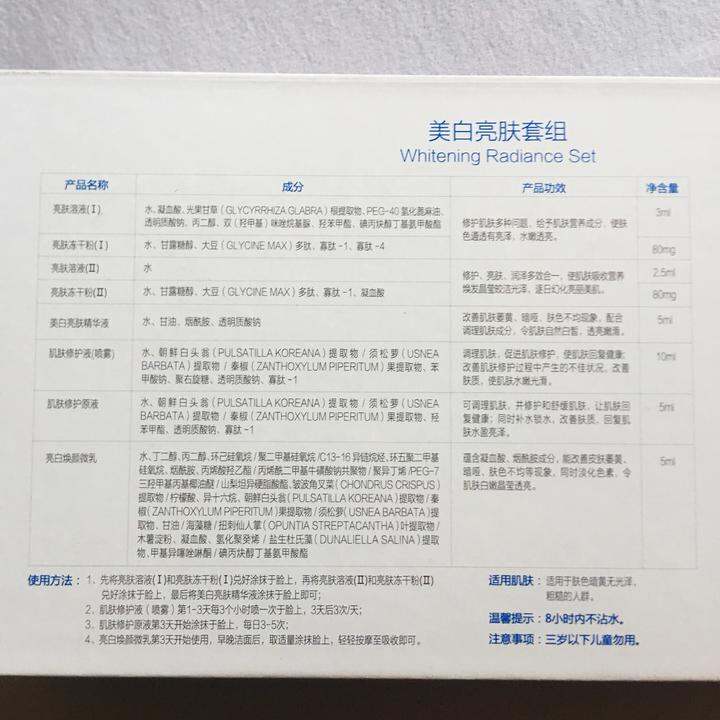 美白亮肤套组
Whitening Radiance Set
产品名称 成分 产品功效 净含量
亮肤溶液(Ⅰ)
水、凝血酸、光果甘草(GLYCYRRHIZA GLABRA)根提取物、PEG-40氢化蓖麻油、
透明质酸钠、丙二醇、双(羟甲基)咪唑烷基脲、羟苯甲酯、碘丙炔醇丁基氨甲酸酯
3ml
亮肤冻干粉(Ⅰ)
水、甘露糖醇、大豆(GLYCINE MAX)多肽、寡肽-1、寡肽-4
80mg
修护肌肤多种问题、给予肌肤营养成分，使肤
色通透有亮泽，水嫩透亮。
亮肤溶液(Ⅱ)
水
2.5ml
亮肤冻干粉(Ⅱ)
水、甘露糖醇、大豆(GLYCINE MAX)多肽、寡肽-1、凝血酸
80mg
修护、亮肤、润泽多效合一，使肌肤吸收营养
焕发晶莹皎洁光泽，逐日幻化亮丽美肌。
美白亮肤精华液
水、甘油、烟酰胺、透明质酸钠
改善肌肤萎黄、暗哑、肤色不均现象，配合
调理肌肤成分，令肌肤自然白皙，透亮嫩滑。
5ml
肌肤修护液(喷雾)
水、朝鲜白头翁(PULSATILLA KOREANA)提取物/须松萝(USNEA
BARBATA)提取物/秦椒(ZANTHOXYLUM PIPERITUM)果提取物、苯
甲酸钠、聚右旋糖、透明质酸钠、寡肽-1
调理肌肤，促进肌肤修护，使肌肤回复健康;
改善肌肤修护过程中产生的不佳状况，改善
肤质，使肌肤水嫩光滑。
10ml
肌肤修护原液
水、朝鲜白头翁(PULSATILLA KOREANA)提取物/须松萝(USNEA
BARBATA)提取物/秦椒(ZANTHOXYLUM PIPERITUM)果提取物、羟
苯甲酯、透明质酸钠、寡肽-1
可调理肌肤，并修护和舒缓肌肤，让肌肤回
复健康；同时补水锁水，改善肤质，回复肌
肤水盈亮泽。
5ml
亮白焕颜微乳
水、丁二醇、丙二醇、环己硅氧烷/聚二甲基硅氧烷/C13-16异链烷烃、环五聚二甲基
硅氧烷、烟酰胺、丙烯酸羟乙酯/丙烯酰二甲基牛磺酸钠共聚物/聚异丁烯/PEG-7
三羟甲基丙基椰油醚/山梨坦异硬脂酸酯、皱波角叉菜(CHONDRUS CRISPUS)
提取物/柠檬酸、异十六烷、朝鲜白头翁(PULSATILLA KOREANA)提取物/秦
椒(ZANTHOXYLUM PIPERITUM)果提取物/须松萝(USNEA BARBATA)提取
物、甘油/海藻糖/扭刺仙人掌(OPUNTIA STREPTACANTHA)叶提取物/
木薯淀粉、凝血酸、氢化聚癸烯/盐生杜氏藻(DUNALIELLA SALINA)提取
物、甲基异噻唑啉酮/碘丙炔醇丁基氨甲酸酯
蕴含凝血酸、烟酰胺成分，能改善皮肤萎黄、
暗哑、肤色不均等现象，同时淡化色素，令
肌肤白嫩晶莹透亮。
5ml
使用方法：1、先将亮肤溶液(Ⅰ)和亮肤冻干粉(Ⅰ)兑好涂抹于脸上，再将亮肤溶液(Ⅱ)和亮肤冻干粉(Ⅱ)
兑好涂抹于脸上，最后将美白亮肤精华液涂抹于脸上即可；
2、肌肤修护液(喷雾)第1-3天每3个小时喷一次于脸上，3天后3次/天；
3、肌肤修护原液第3天开始涂抹于脸上，每日3-5次；
4、亮白焕颜微乳第3天开始使用，早晚洁面后，取适量涂抹脸上，轻轻按摩至吸收即可。
适用肌肤：适用于肤色暗黄无光泽，
粗糙的人群。
温馨提示：8小时内不沾水。
注意事项：三岁以下儿童勿用。